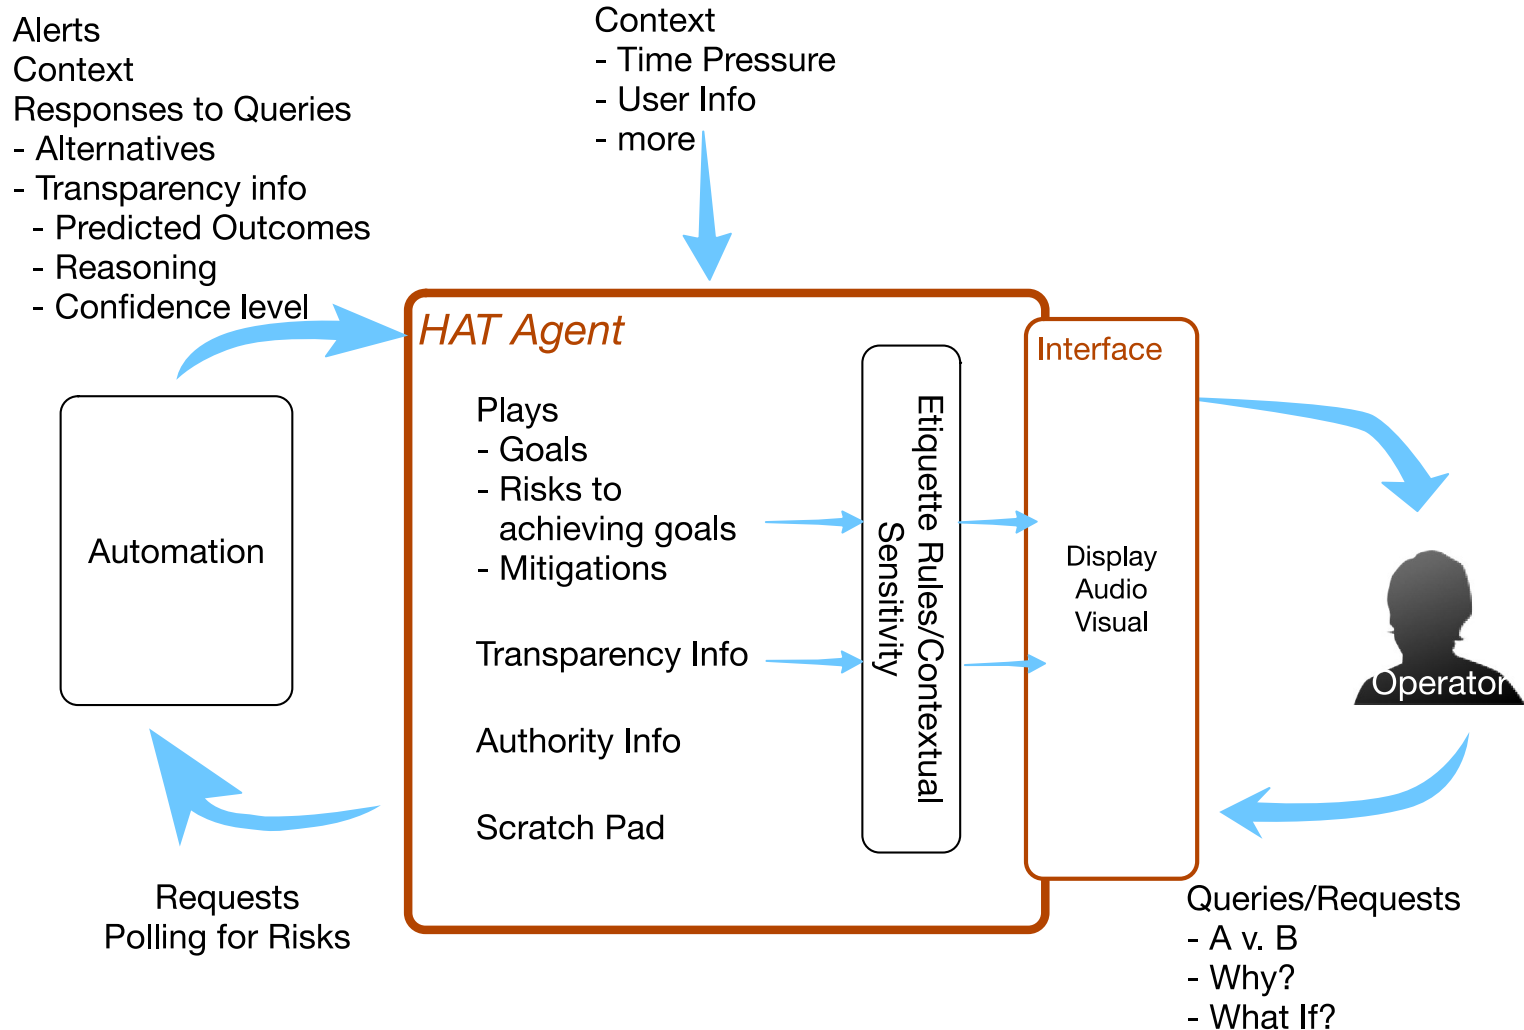 Alerts
Context
Responses to Queries
- Alternatives
- Transparency info
- Predicted Outcomes
- Reasoning
- Confidence level
Context
- Time Pressure
- User Info
- more
HAT Agent
Interface
Automation
Plays
- Goals
- Risks to
achieving goals
- Mitigations
Transparency Info
Authority Info
Scratch Pad
Etiquette Rules/Contextual
Sensitivity
Display
Audio
Visual
Operator
Requests
Polling for Risks
Queries/Requests
- A v. B
- Why?
- What If?